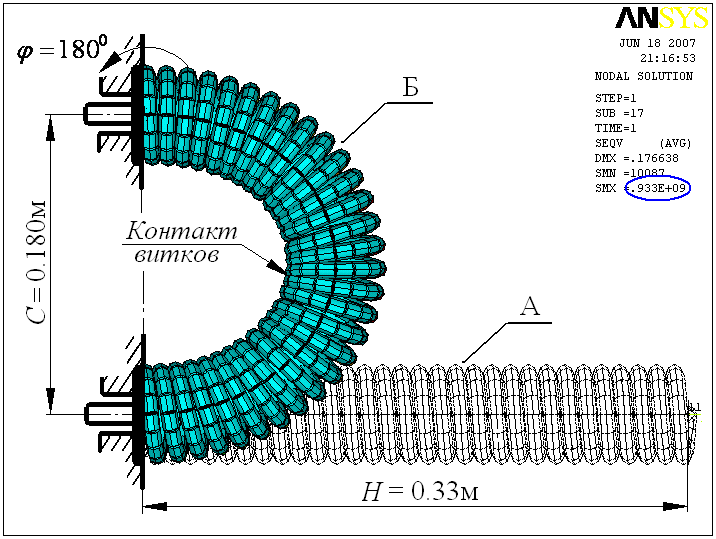 ANSYS
JUN 18 2007
21:16:53
NODAL SOLUTION
STEP=1
SUB =17
TIME=1
SEQV (AVG)
DMX =.176638
SMN =10087
SMX =.933E+09
φ = 180⁰
Б
Контакт
витков
C = 0.180м
А
H = 0.33м